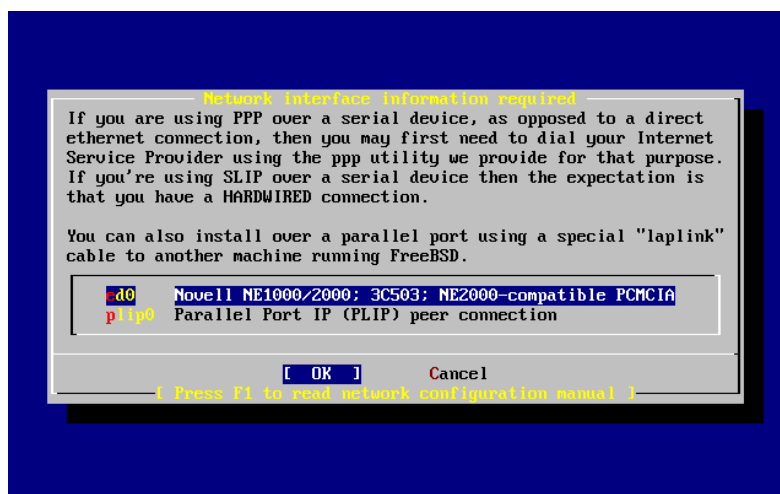 Network interface information required
If you are using PPP over a serial device, as opposed to a direct
ethernet connection, then you may first need to dial your Internet
Service Provider using the ppp utility we provide for that purpose.
If you're using SLIP over a serial device then the expectation is
that you have a HARDWIRED connection.
You can also install over a parallel port using a special "laplink"
cable to another machine running FreeBSD.
ed0 Novell NE1000/2000; 3C503; NE2000-compatible PCMCIA
plip0 Parallel Port IP (PLIP) peer connection
[ OK ] Cancel
[ Press F1 to read network configuration manual ]